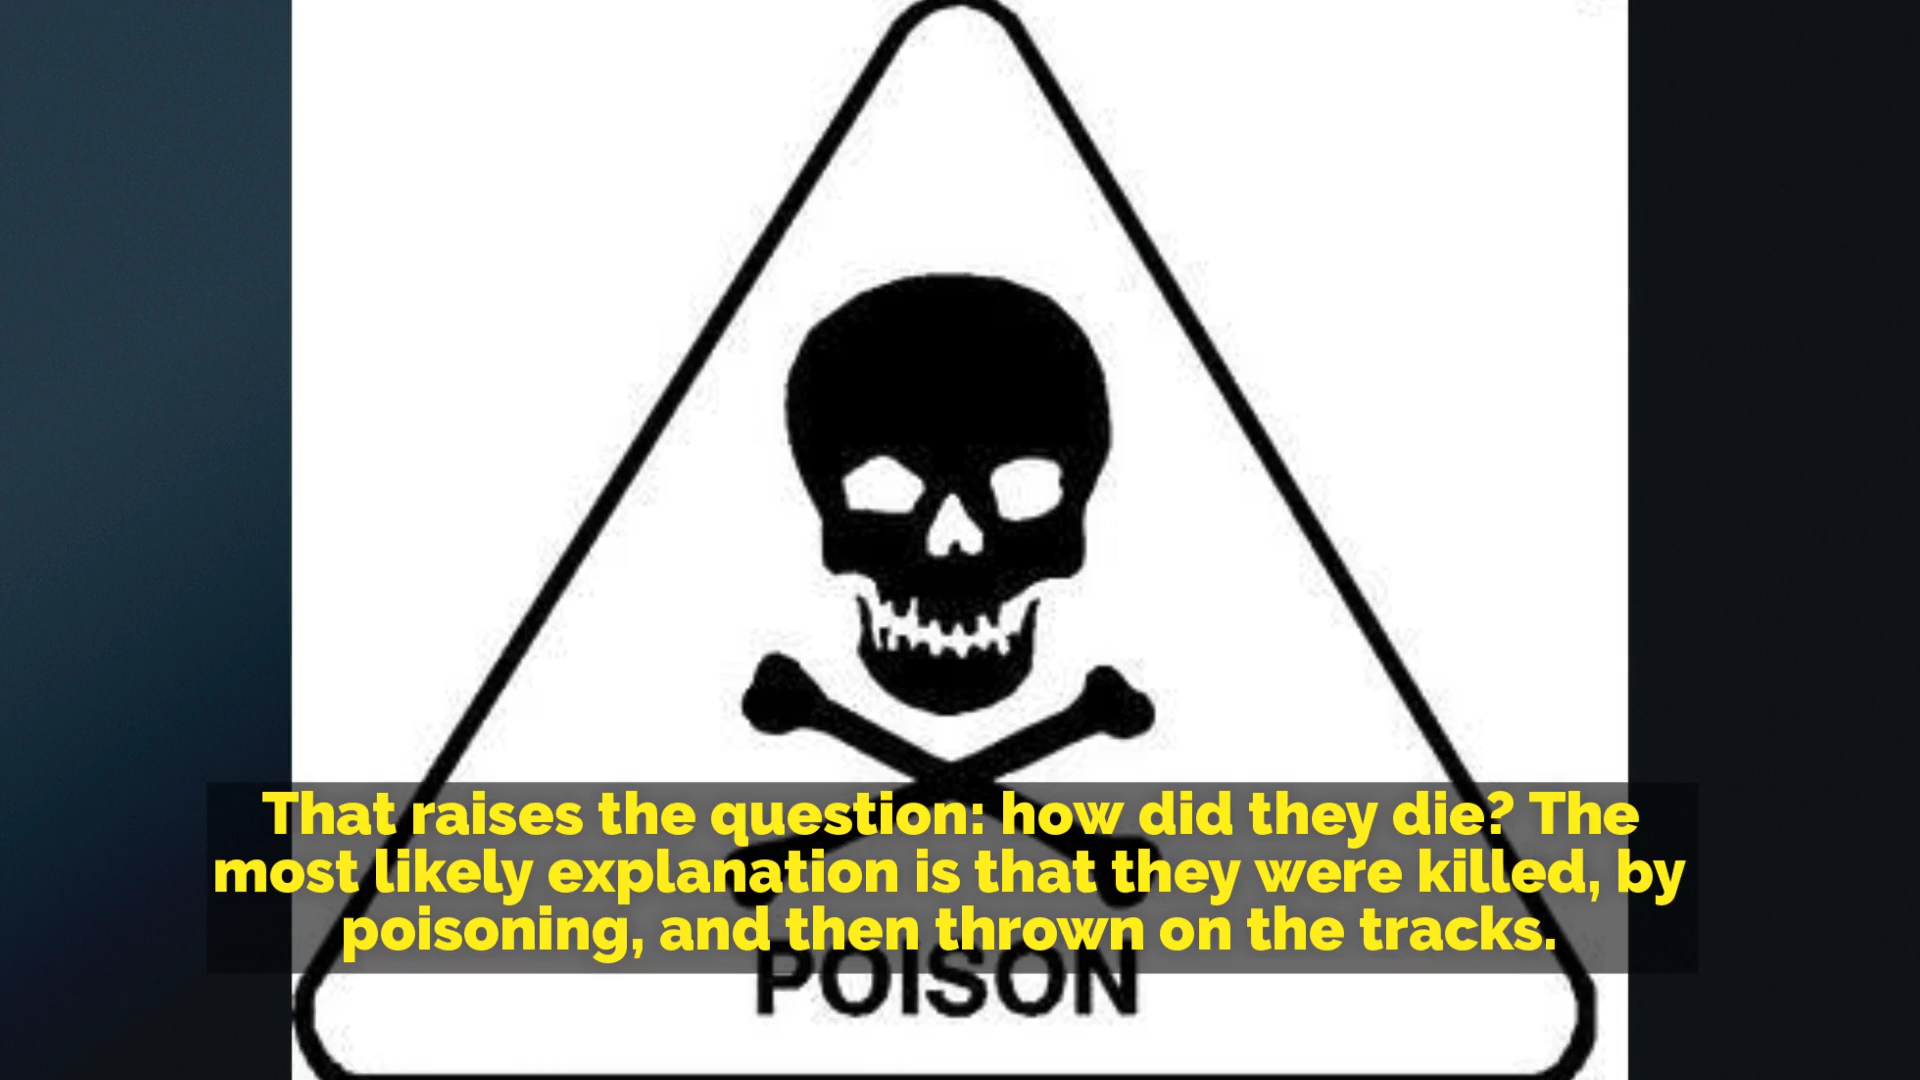 That raises the question: how did they die? The
most likely explanation is that they were killed, by
poisoning, and then thrown on the tracks.
POISON